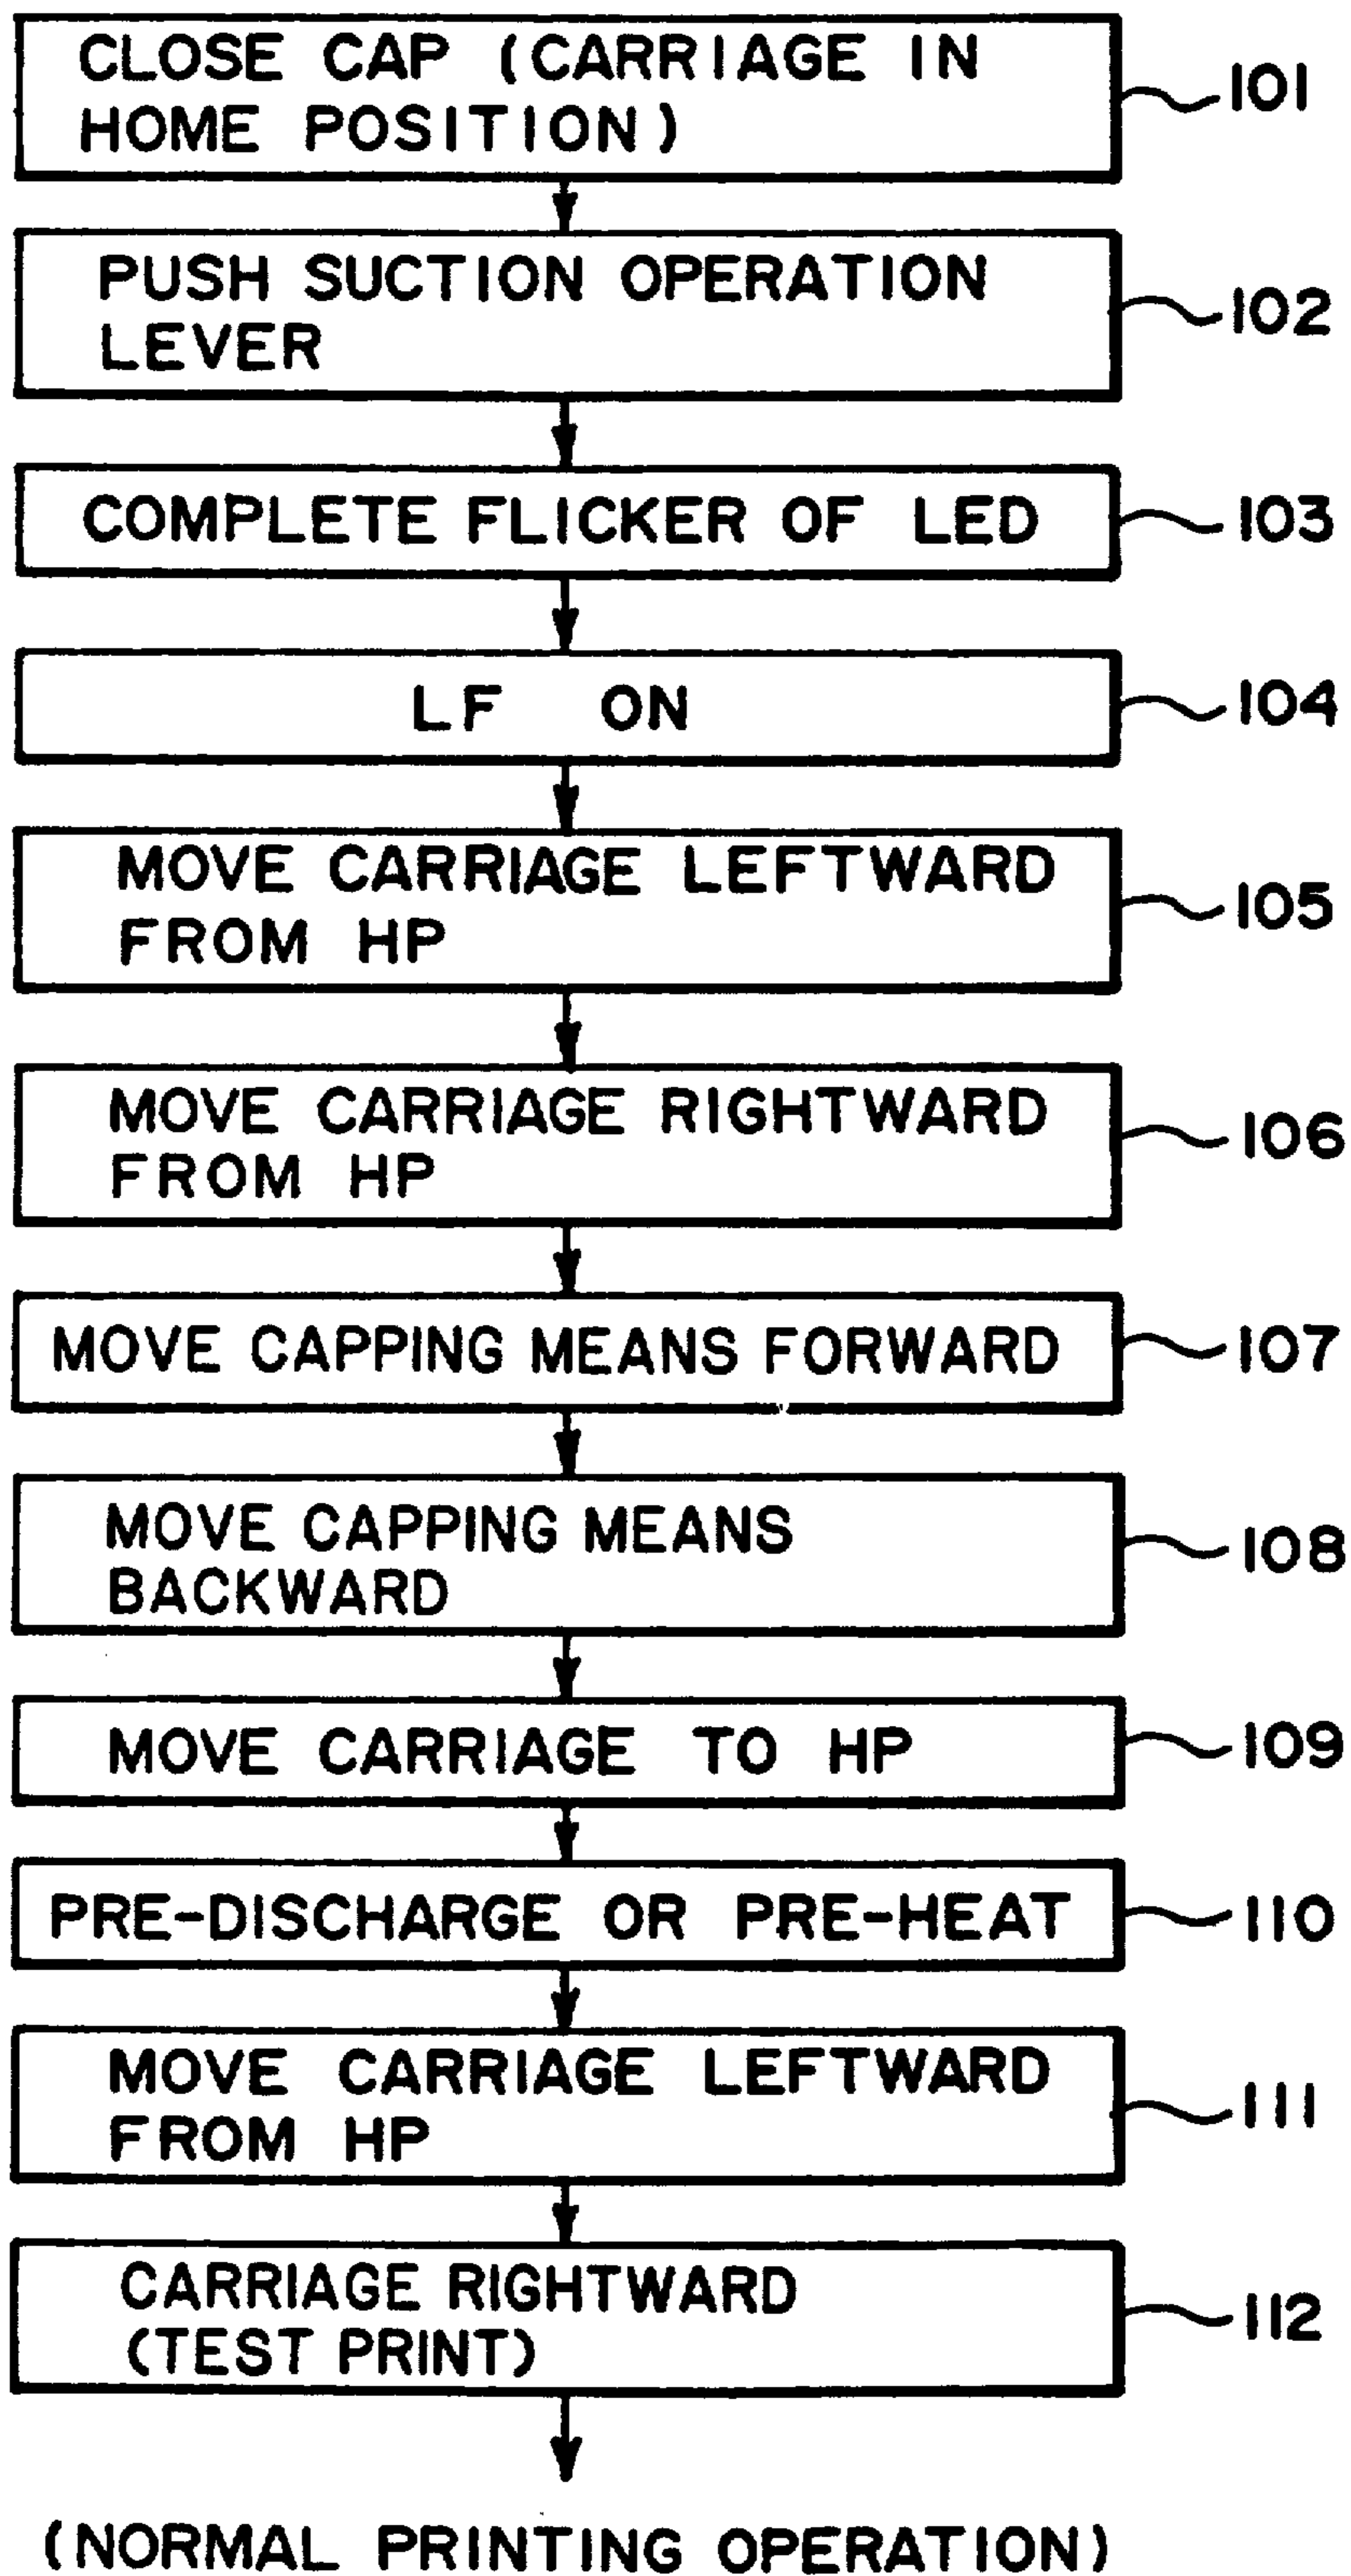 CLOSE CAP (CARRIAGE IN
HOME POSITION)
101
PUSH SUCTION OPERATION
LEVER
102
COMPLETE FLICKER OF LED
103
LF ON
104
MOVE CARRIAGE LEFTWARD
FROM HP
105
MOVE CARRIAGE RIGHTWARD
FROM HP
106
MOVE CAPPING MEANS FORWARD
107
MOVE CAPPING MEANS
BACKWARD
108
MOVE CARRIAGE TO HP
109
PRE-DISCHARGE OR PRE-HEAT
110
MOVE CARRIAGE LEFTWARD
FROM HP
111
CARRIAGE RIGHTWARD
(TEST PRINT)
112
(NORMAL PRINTING OPERATION)